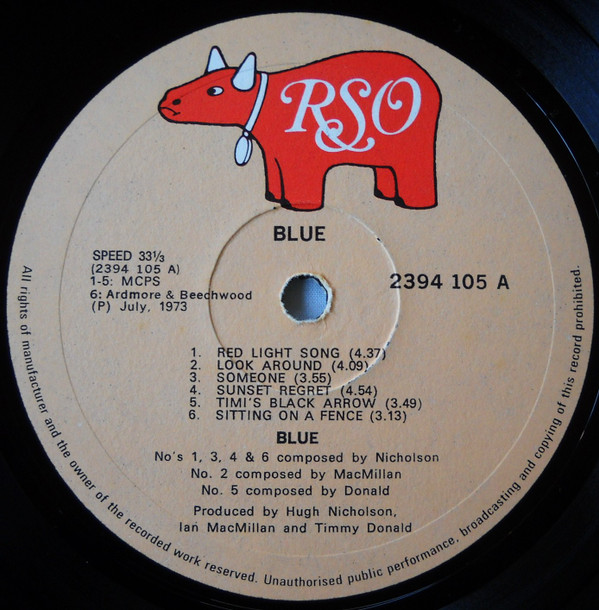 RSO
BLUE
SPEED 33⅓
(2394 105 A)
1-5: MCPS
6: Ardmore & Beechwood
(P) July, 1973
2394 105 A
1. RED LIGHT SONG (4.37)
2. LOOK AROUND (4.09)
3. SOMEONE (3.55)
4. SUNSET REGRET (4.54)
5. TIMI'S BLACK ARROW (3.49)
6. SITTING ON A FENCE (3.13)
BLUE
No's 1, 3, 4 & 6 composed by Nicholson
No. 2 composed by MacMillan
No. 5 composed by Donald
Produced by Hugh Nicholson,
Ian MacMillan and Timmy Donald
All rights of manufacturer and the owner of the recorded work reserved. Unauthorised public performance, broadcasting and copying of this record prohibited.